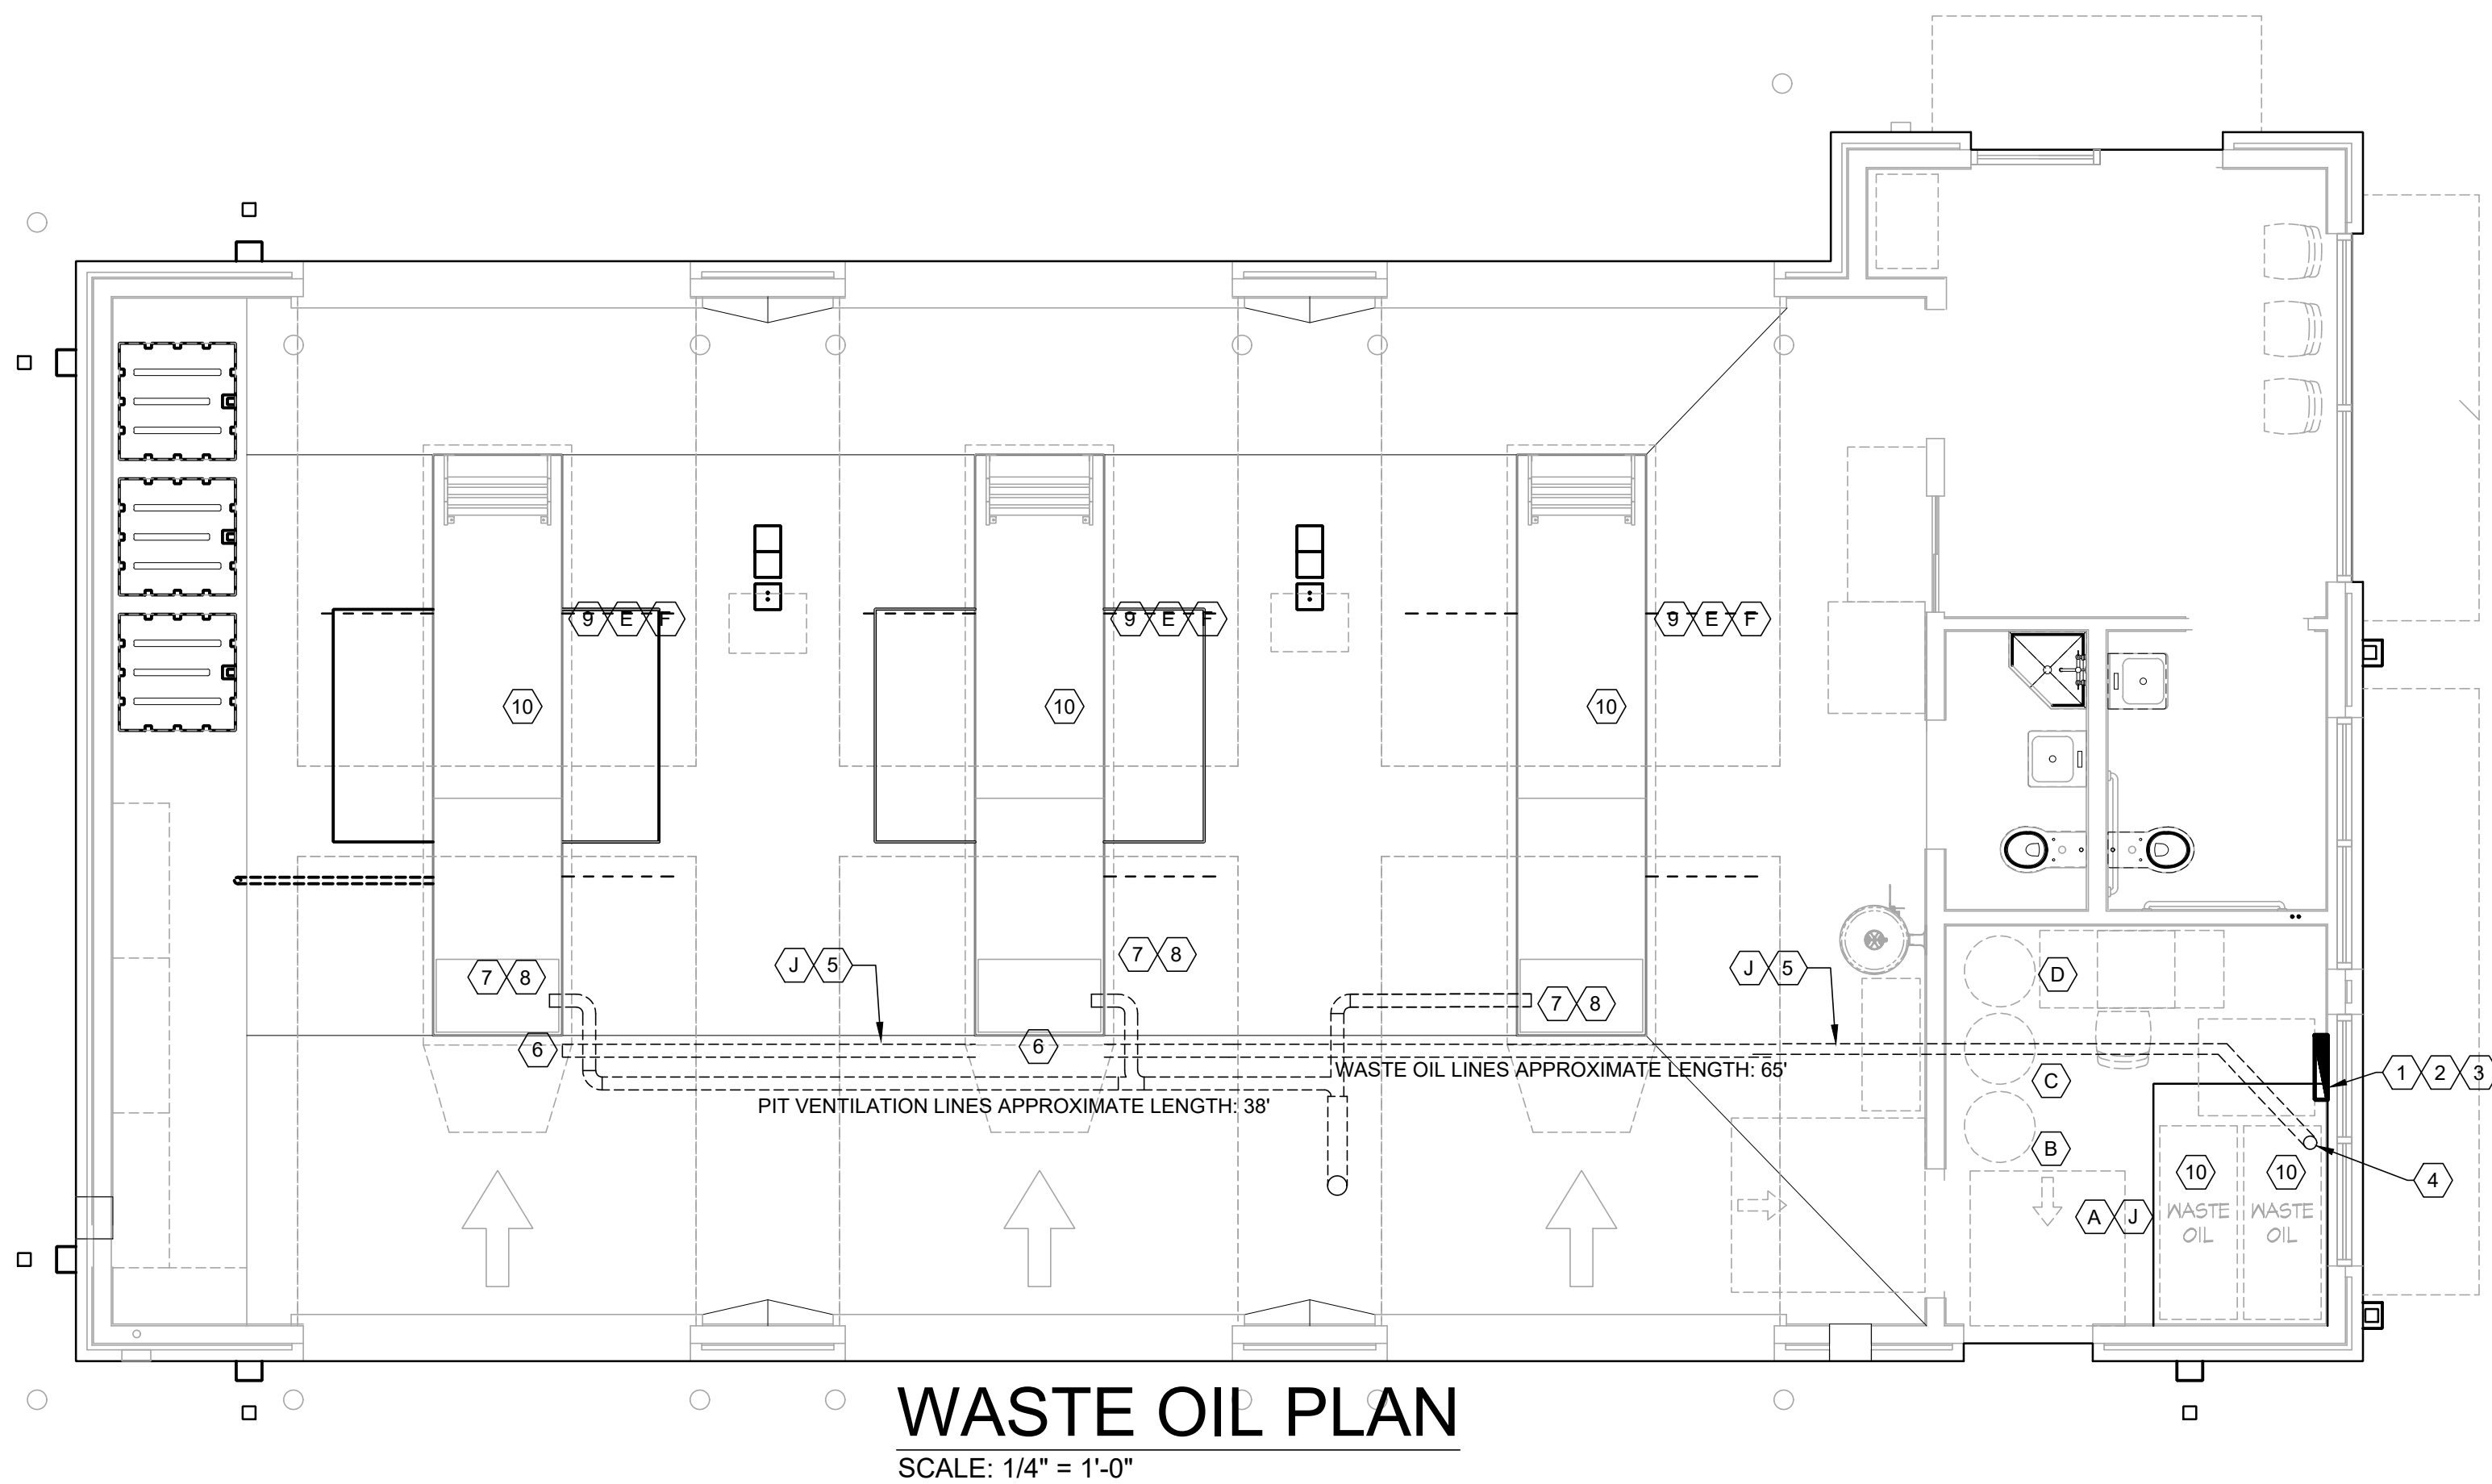 9 E F
9 E F
9 E F
10
10
10
J 5
7 8
7 8
J 5
7 8
D
6
6
WASTE OIL LINES APPROXIMATE LENGTH: 65'
C
1 2 3
PIT VENTILATION LINES APPROXIMATE LENGTH: 38'
B
10
10
4
A J
WASTE
OIL
WASTE
OIL
WASTE OIL PLAN
SCALE: 1/4" = 1'-0"